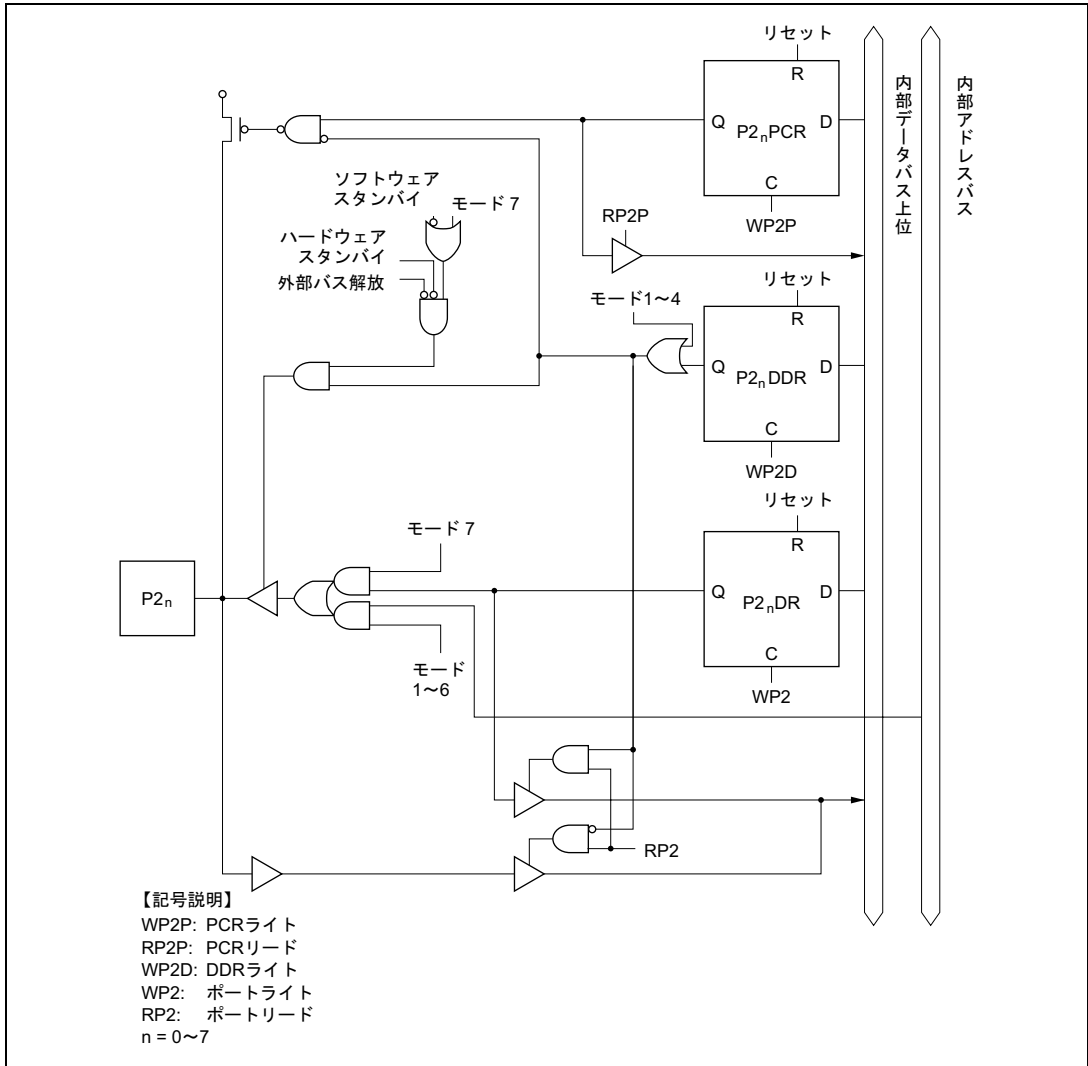 リセット
R
Q
P2nPCR
D
C
WP2P
内部データバス上位
内部アドレスバス
ソフトウェア
スタンバイ
モード 7
ハードウェア
スタンバイ
外部バス解放
RP2P
リセット
モード1〜4
R
Q
P2nDDR
D
C
WP2D
リセット
モード 7
R
P2n
Q
P2nDR
D
C
モード
1〜6
WP2
RP2
【記号説明】
WP2P: PCRライト
RP2P: PCRリード
WP2D: DDRライト
WP2: ポートライト
RP2: ポートリード
n = 0〜7